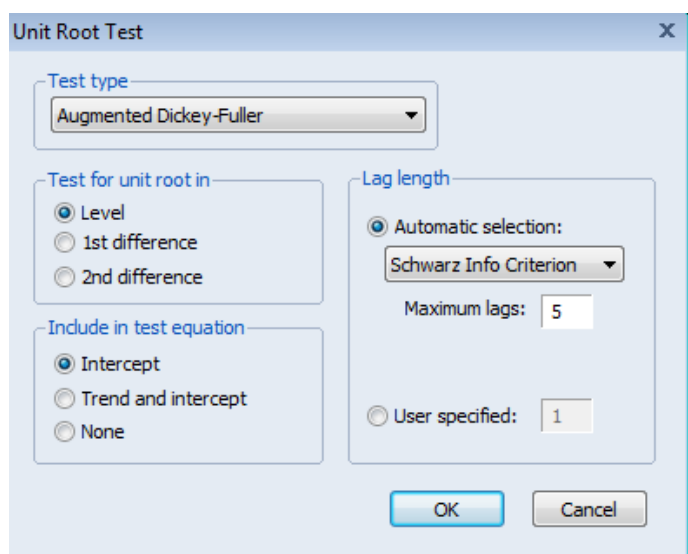 Unit Root Test
X
Test type
Augmented Dickey-Fuller
Test for unit root in
Level
1st difference
2nd difference
Include in test equation
Intercept
Trend and intercept
None
Lag length
Automatic selection:
Schwarz Info Criterion
Maximum lags: 5
User specified: 1
OK
Cancel